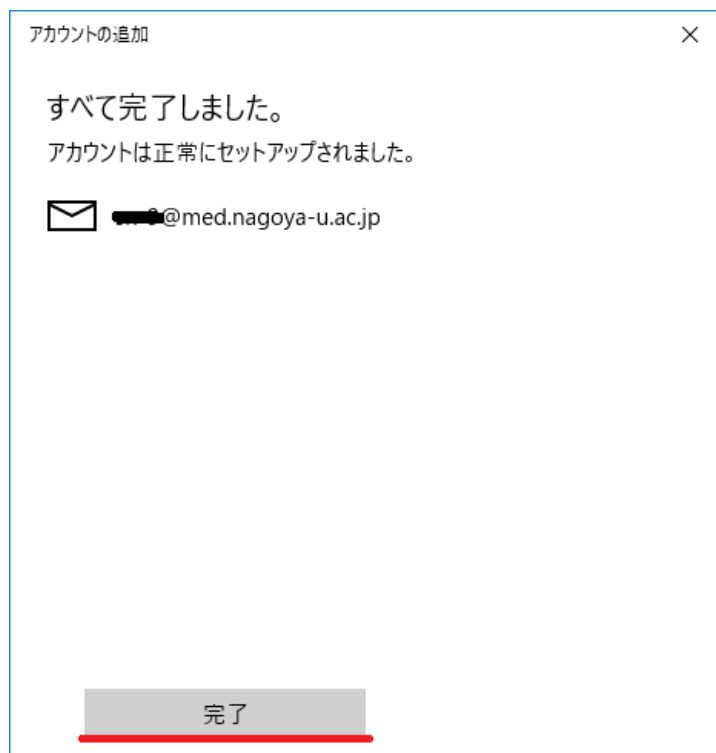 アカウントの追加
すべて完了しました。
アカウントは正常にセットアップされました。
@med.nagoya-u.ac.jp
完了